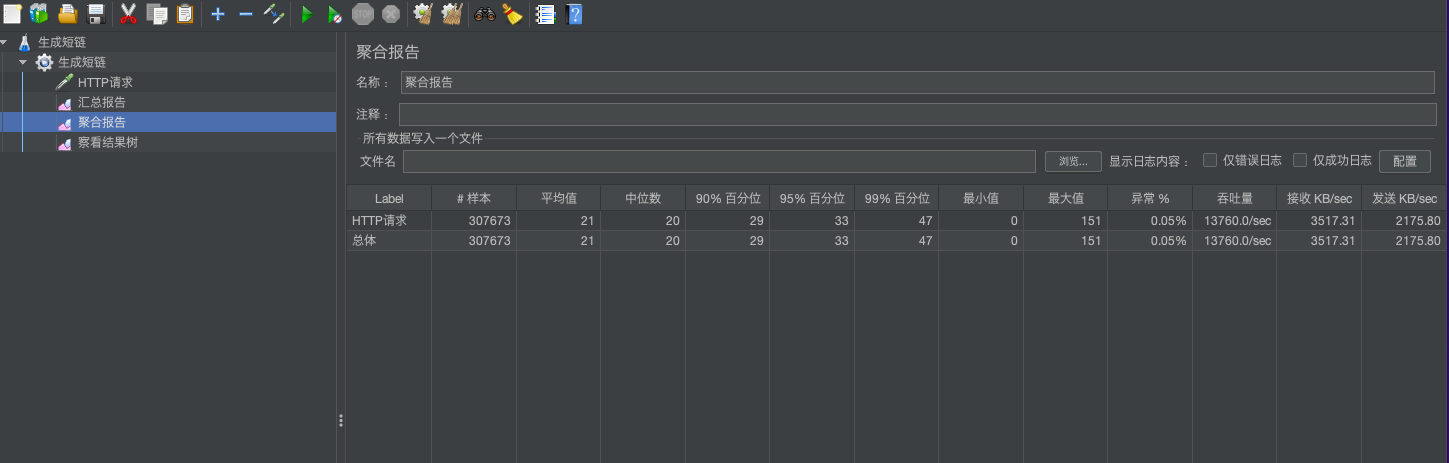 STOP
生成短链
生成短链
HTTP请求
汇总报告
聚合报告
察看结果树
聚合报告
名称： 聚合报告
注释：
所有数据写入一个文件
文件名 浏览... 显示日志内容： 仅错误日志 仅成功日志 配置
Label # 样本 平均值 中位数 90% 百分位 95% 百分位 99% 百分位 最小值 最大值 异常 % 吞吐量 接收 KB/sec 发送 KB/sec
HTTP请求 307673 21 20 29 33 47 0 151 0.05% 13760.0/sec 3517.31 2175.80
总体 307673 21 20 29 33 47 0 151 0.05% 13760.0/sec 3517.31 2175.80